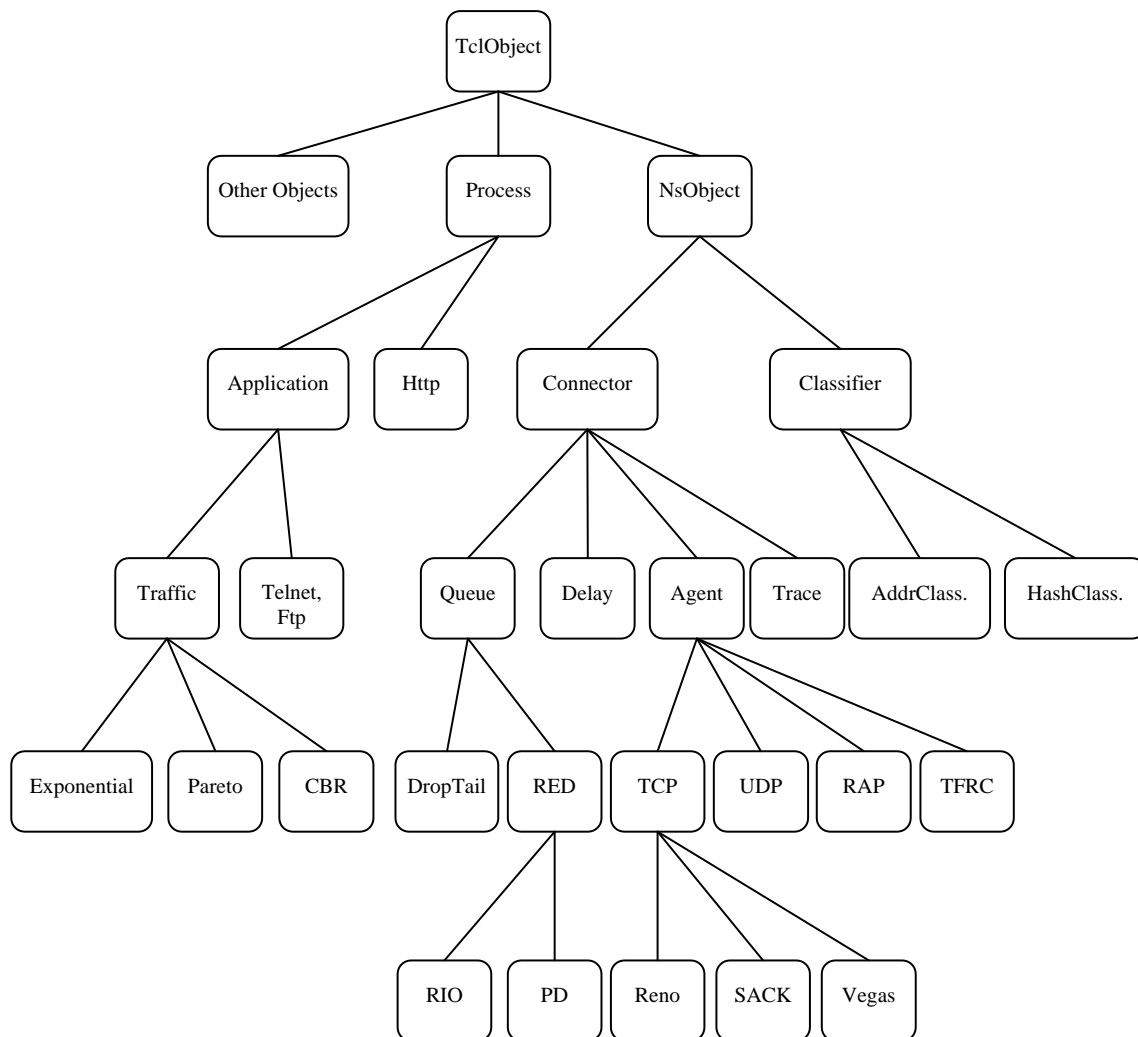 TclObject
Other Objects
Process
NsObject
Application
Http
Connector
Classifier
Traffic
Telnet,
Ftp
Queue
Delay
Agent
Trace
AddrClass.
HashClass.
Exponential
Pareto
CBR
DropTail
RED
TCP
UDP
RAP
TFRC
RIO
PD
Reno
SACK
Vegas